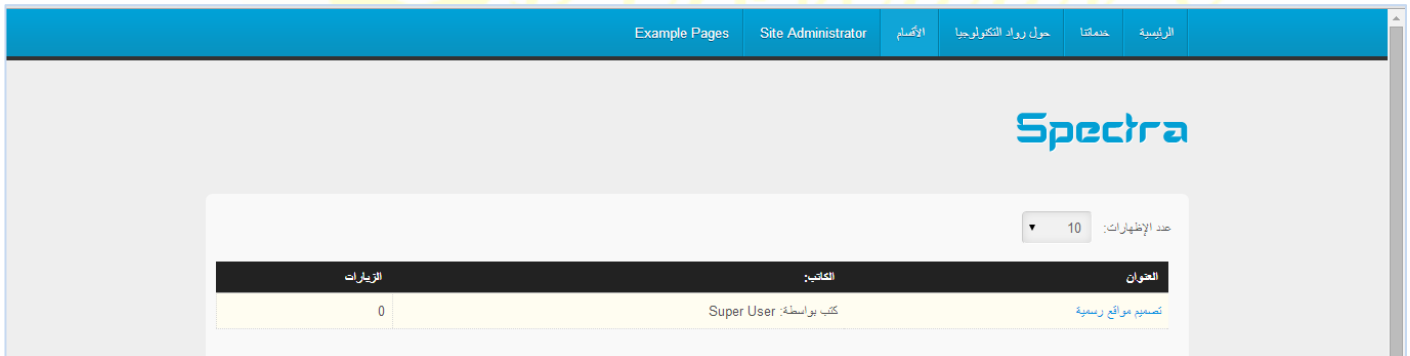 الرئيسية خدماتنا حول رواد التكنولوجيا الأقسام Site Administrator Example Pages
Spectra
عدد الإظهارات: 10
العنوان الكاتب: الزيارات
تصميم مواقع رسمية كتب بواسطة: Super User 0